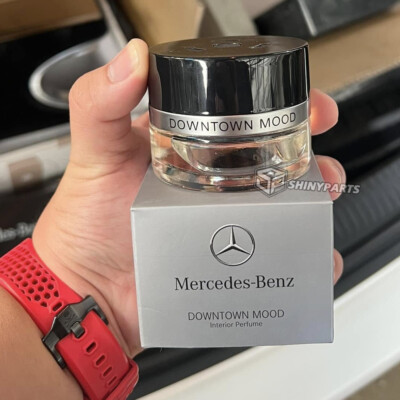 DOWNTOWN MOOD
SHINYPARTS
Mercedes-Benz
DOWNTOWN MOOD
Interior Perfume